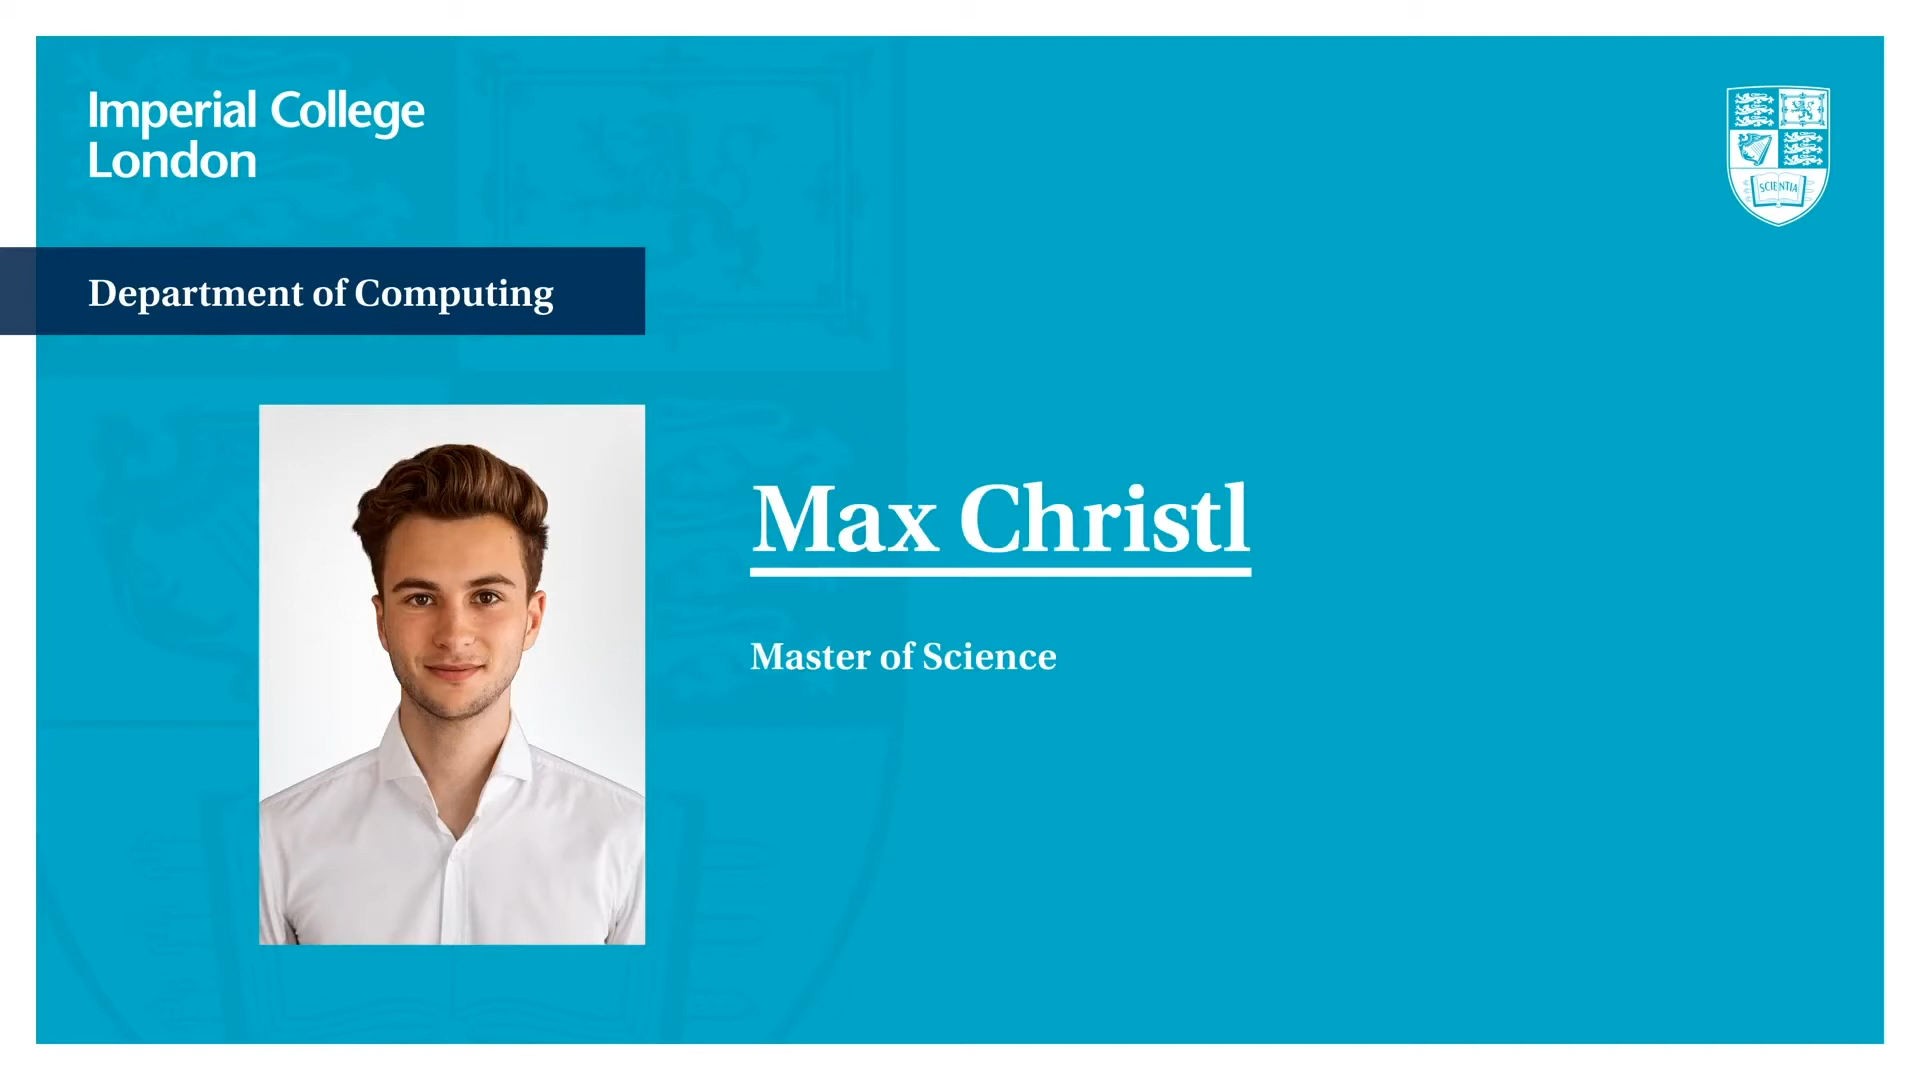 Imperial College
London
SCIENTIA
Department of Computing
Max Christl
Master of Science